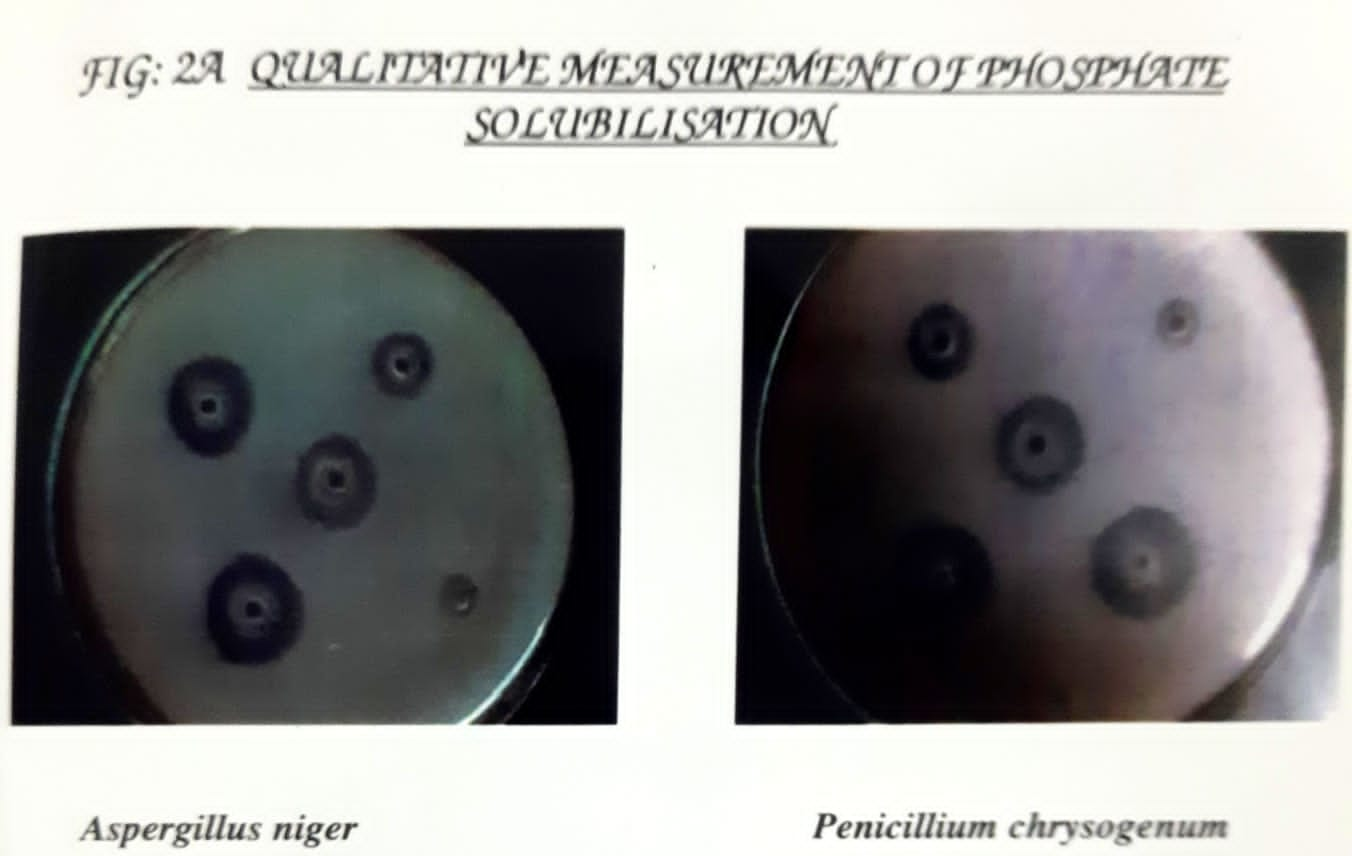 FIG: 2A QUALITATIVE MEASUREMENT OF PHOSPHATE
SOLUBILISATION
Aspergillus niger
Penicillium chrysogenum